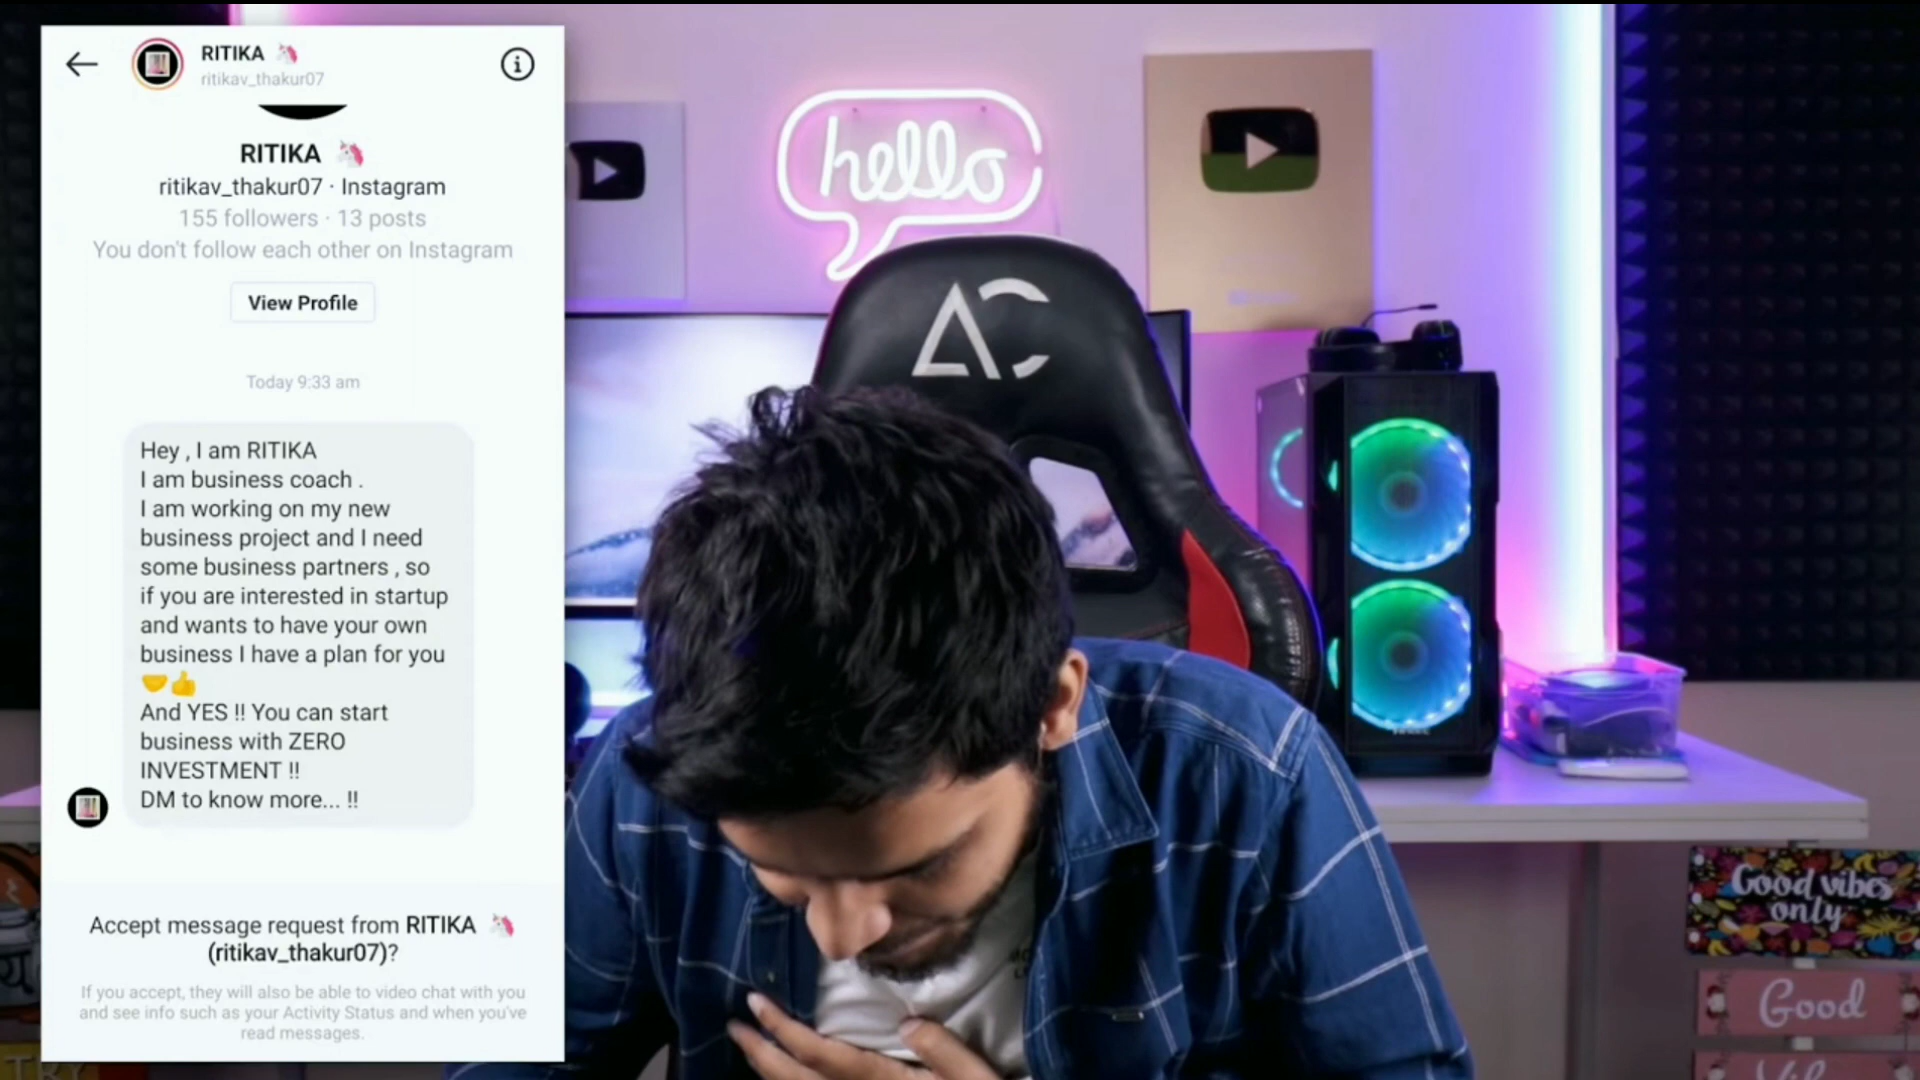 RITIKA 🦄
ritikav_thakur07
RITIKA 🦄
ritikav_thakur07 · Instagram
155 followers · 13 posts
You don't follow each other on Instagram
View Profile
Today 9:33 am
Hey , I am RITIKA
I am business coach .
I am working on my new
business project and I need
some business partners , so
if you are interested in startup
and wants to have your own
business I have a plan for you
🤝👍
And YES !! You can start
business with ZERO
INVESTMENT !!
DM to know more... !!
Accept message request from RITIKA 🦄
(ritikav_thakur07)?
If you accept, they will also be able to video chat with you
and see info such as your Activity Status and when you've
read messages.
hello
AC
Good vibes
only
Good